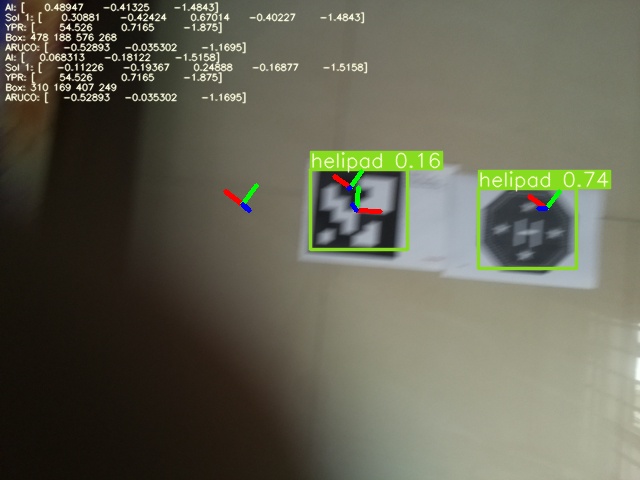 AI: [ 0.48947 -0.41325 -1.4843]
Sol 1: [ 0.30881 -0.42424 0.67014 -0.40227 -1.4843]
YPR: [ 54.526 0.7165 -1.875]
Box: 478 188 576 268
ARUCO: [ -0.52893 -0.035302 -1.1695]
AI: [ 0.068313 -0.18122 -1.5158]
Sol 1: [ -0.11226 -0.19367 0.24888 -0.16877 -1.5158]
YPR: [ 54.526 0.7165 -1.875]
Box: 310 169 407 249
ARUCO: [ -0.52893 -0.035302 -1.1695]
helipad 0.16
helipad 0.74
H